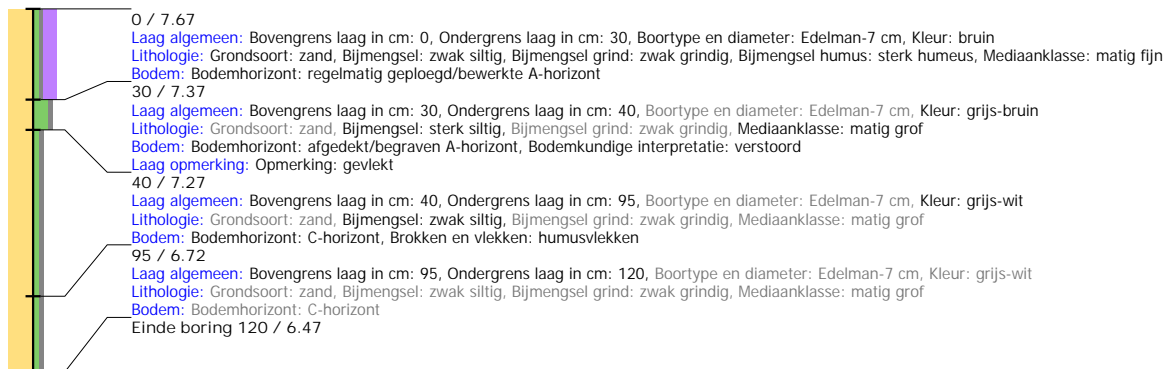 0 / 7.67
Laag algemeen: Bovengrens laag in cm: 0, Ondergrens laag in cm: 30, Boortype en diameter: Edelman-7 cm, Kleur: bruin
Lithologie: Grondsoort: zand, Bijmengsel: zwak siltig, Bijmengsel grind: zwak grindig, Bijmengsel humus: sterk humeus, Mediaanklasse: matig fijn
Bodem: Bodemhorizont: regelmatig geploegd/bewerkte A-horizont
30 / 7.37
Laag algemeen: Bovengrens laag in cm: 30, Ondergrens laag in cm: 40, Boortype en diameter: Edelman-7 cm, Kleur: grijs-bruin
Lithologie: Grondsoort: zand, Bijmengsel: sterk siltig, Bijmengsel grind: zwak grindig, Mediaanklasse: matig grof
Bodem: Bodemhorizont: afgedekt/begraven A-horizont, Bodemkundige interpretatie: verstoord
Laag opmerking: Opmerking: gevlekt
40 / 7.27
Laag algemeen: Bovengrens laag in cm: 40, Ondergrens laag in cm: 95, Boortype en diameter: Edelman-7 cm, Kleur: grijs-wit
Lithologie: Grondsoort: zand, Bijmengsel: zwak siltig, Bijmengsel grind: zwak grindig, Mediaanklasse: matig grof
Bodem: Bodemhorizont: C-horizont, Brokken en vlekken: humusvlekken
95 / 6.72
Laag algemeen: Bovengrens laag in cm: 95, Ondergrens laag in cm: 120, Boortype en diameter: Edelman-7 cm, Kleur: grijs-wit
Lithologie: Grondsoort: zand, Bijmengsel: zwak siltig, Bijmengsel grind: zwak grindig, Mediaanklasse: matig grof
Bodem: Bodemhorizont: C-horizont
Einde boring 120 / 6.47